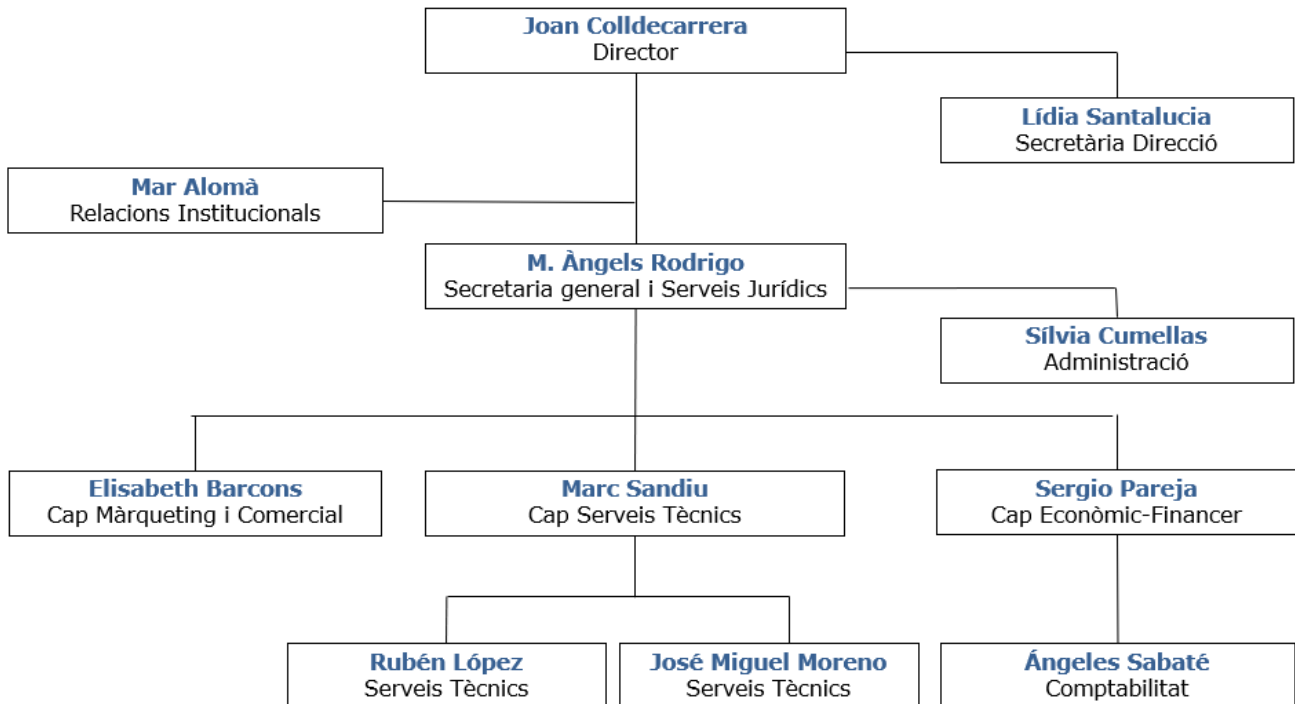 Joan Colldecarrera
Director
Lídia Santalucia
Secretària Direcció
Mar Alomà
Relacions Institucionals
M. Àngels Rodrigo
Secretaria general i Serveis Jurídics
Sílvia Cumellas
Administració
Elisabeth Barcons
Cap Màrqueting i Comercial
Marc Sandiu
Cap Serveis Tècnics
Sergio Pareja
Cap Econòmic-Financer
Rubén López
Serveis Tècnics
José Miguel Moreno
Serveis Tècnics
Ángeles Sabaté
Comptabilitat